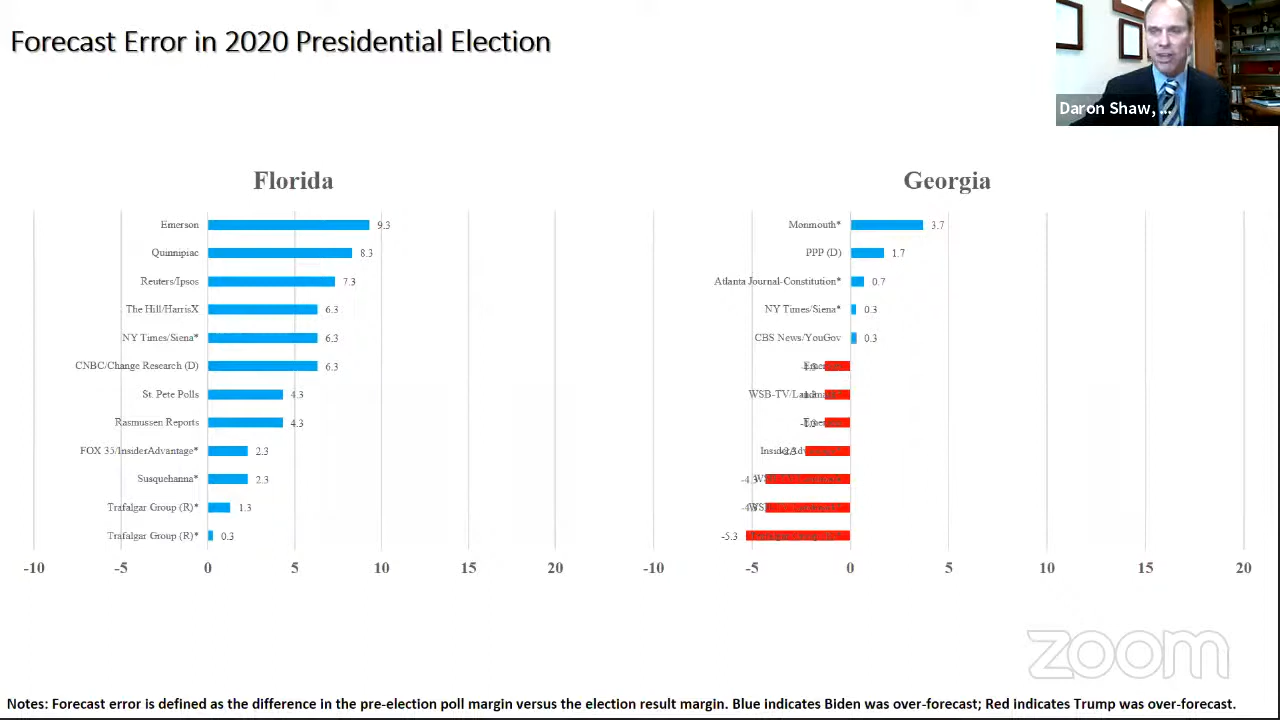 Forecast Error in 2020 Presidential Election
Daron Shaw, ...
Florida
Emerson 9.3
Quinnipiac 8.3
Reuters/Ipsos 7.3
The Hill/HarrisX 6.3
NY Times/Siena* 6.3
CNBC/Change Research (D) 6.3
St. Pete Polls 4.3
Rasmussen Reports 4.3
FOX 35/InsiderAdvantage* 2.3
Susquehanna* 2.3
Trafalgar Group (R)* 1.3
Trafalgar Group (R)* 0.3
-10 -5 0 5 10 15 20
Georgia
Monmouth* 3.7
PPP (D) 1.7
Atlanta Journal-Constitution* 0.7
NY Times/Siena* 0.3
CBS News/YouGov 0.3
WSB-TV
-4.3
-5.3
-10 -5 0 5 10 15 20
zoom
Notes: Forecast error is defined as the difference in the pre-election poll margin versus the election result margin. Blue indicates Biden was over-forecast; Red indicates Trump was over-forecast.